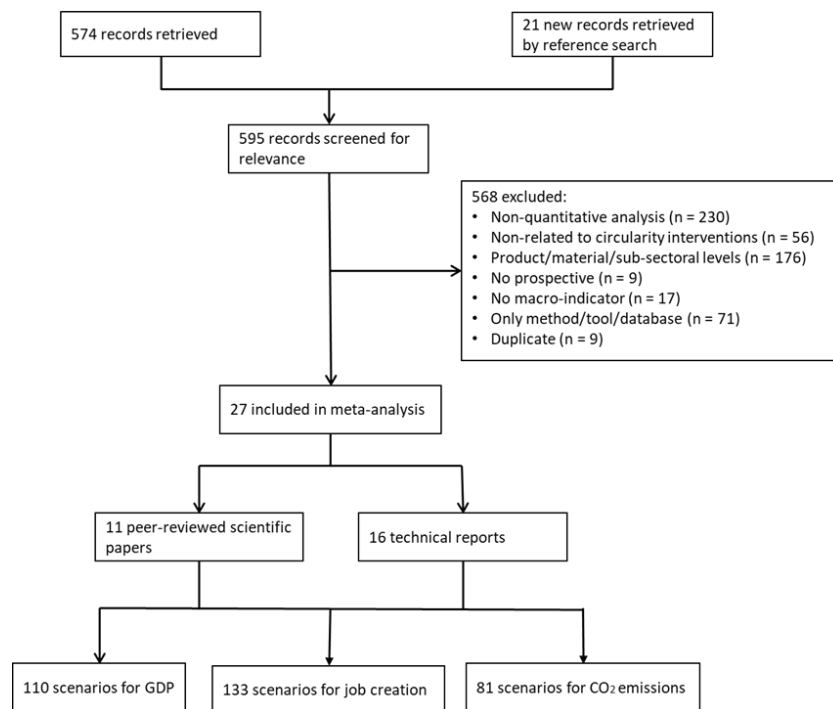 574 records retrieved
21 new records retrieved
by reference search
595 records screened for
relevance
568 excluded:
• Non-quantitative analysis (n = 230)
• Non-related to circularity interventions (n = 56)
• Product/material/sub-sectoral levels (n = 176)
• No prospective (n = 9)
• No macro-indicator (n = 17)
• Only method/tool/database (n = 71)
• Duplicate (n = 9)
27 included in meta-analysis
11 peer-reviewed scientific
papers
16 technical reports
110 scenarios for GDP
133 scenarios for job creation
81 scenarios for CO₂ emissions